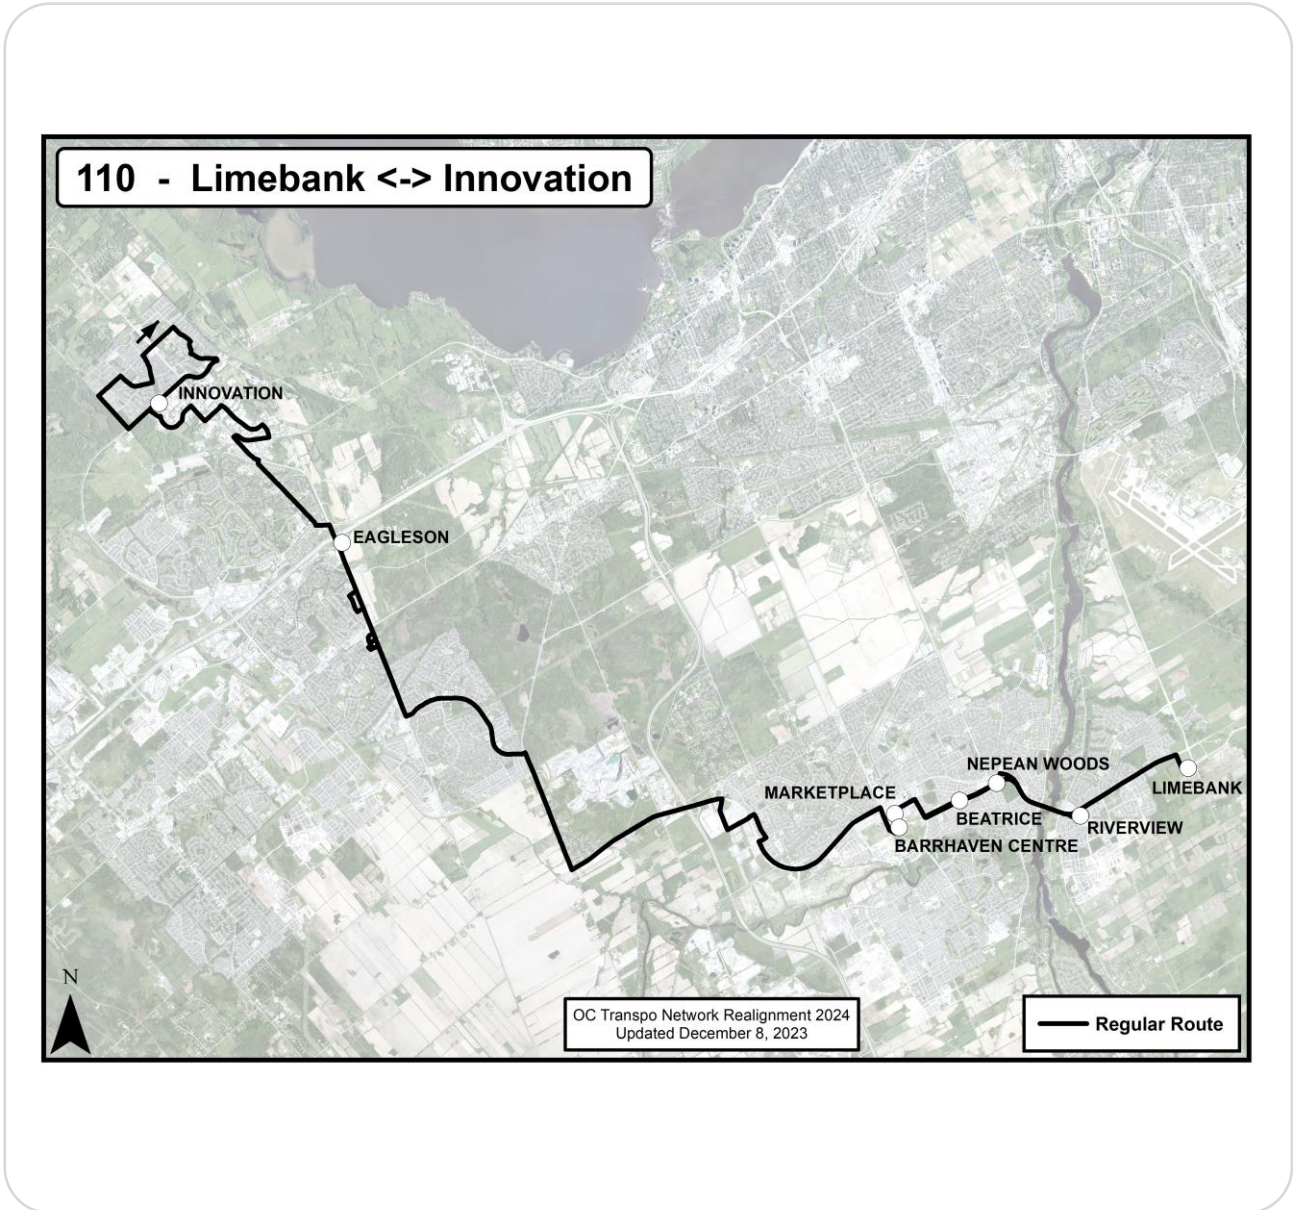 110 - Limebank <-> Innovation
INNOVATION
EAGLESON
NEPEAN WOODS
MARKETPLACE
LIMEBANK
BEATRICE
RIVERVIEW
BARRHAVEN CENTRE
N
OC Transpo Network Realignment 2024
Updated December 8, 2023
Regular Route